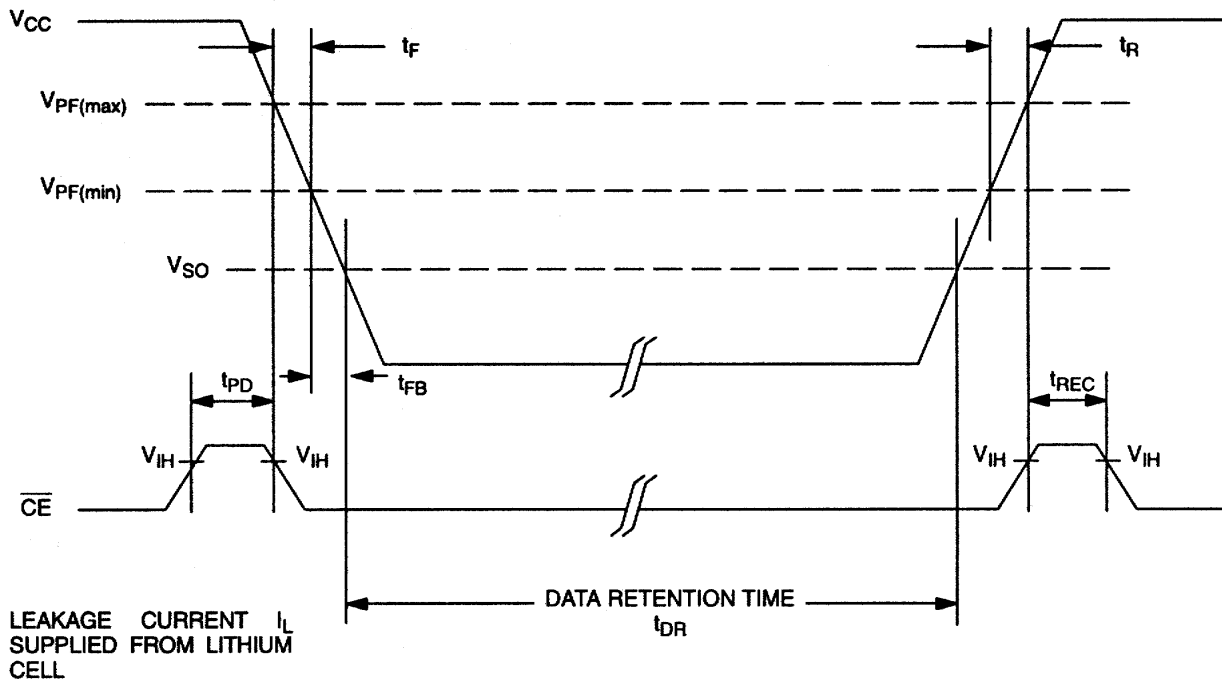 VCC
tF
tR
VPF(max)
VPF(min)
VSO
tPD
tFB
tREC
VIH
VIH
VIH
VIH
CE
DATA RETENTION TIME
tDR
LEAKAGE CURRENT IL
SUPPLIED FROM LITHIUM
CELL